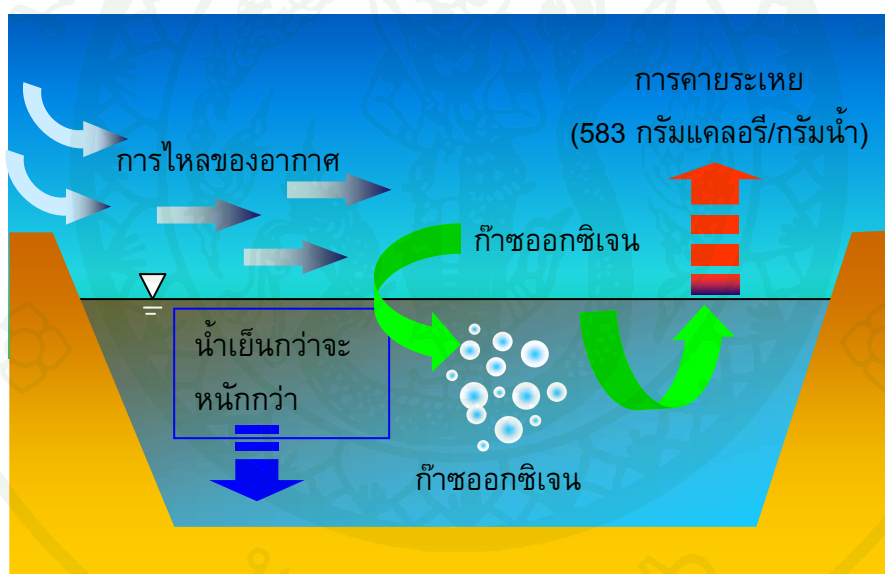 การคายระเหย
(583 กรัมแคลอรี/กรัมน้ำ)
การไหลของอากาศ
ก๊าซออกซิเจน
น้ำเย็นกว่าจะ
หนักกว่า
ก๊าซออกซิเจน